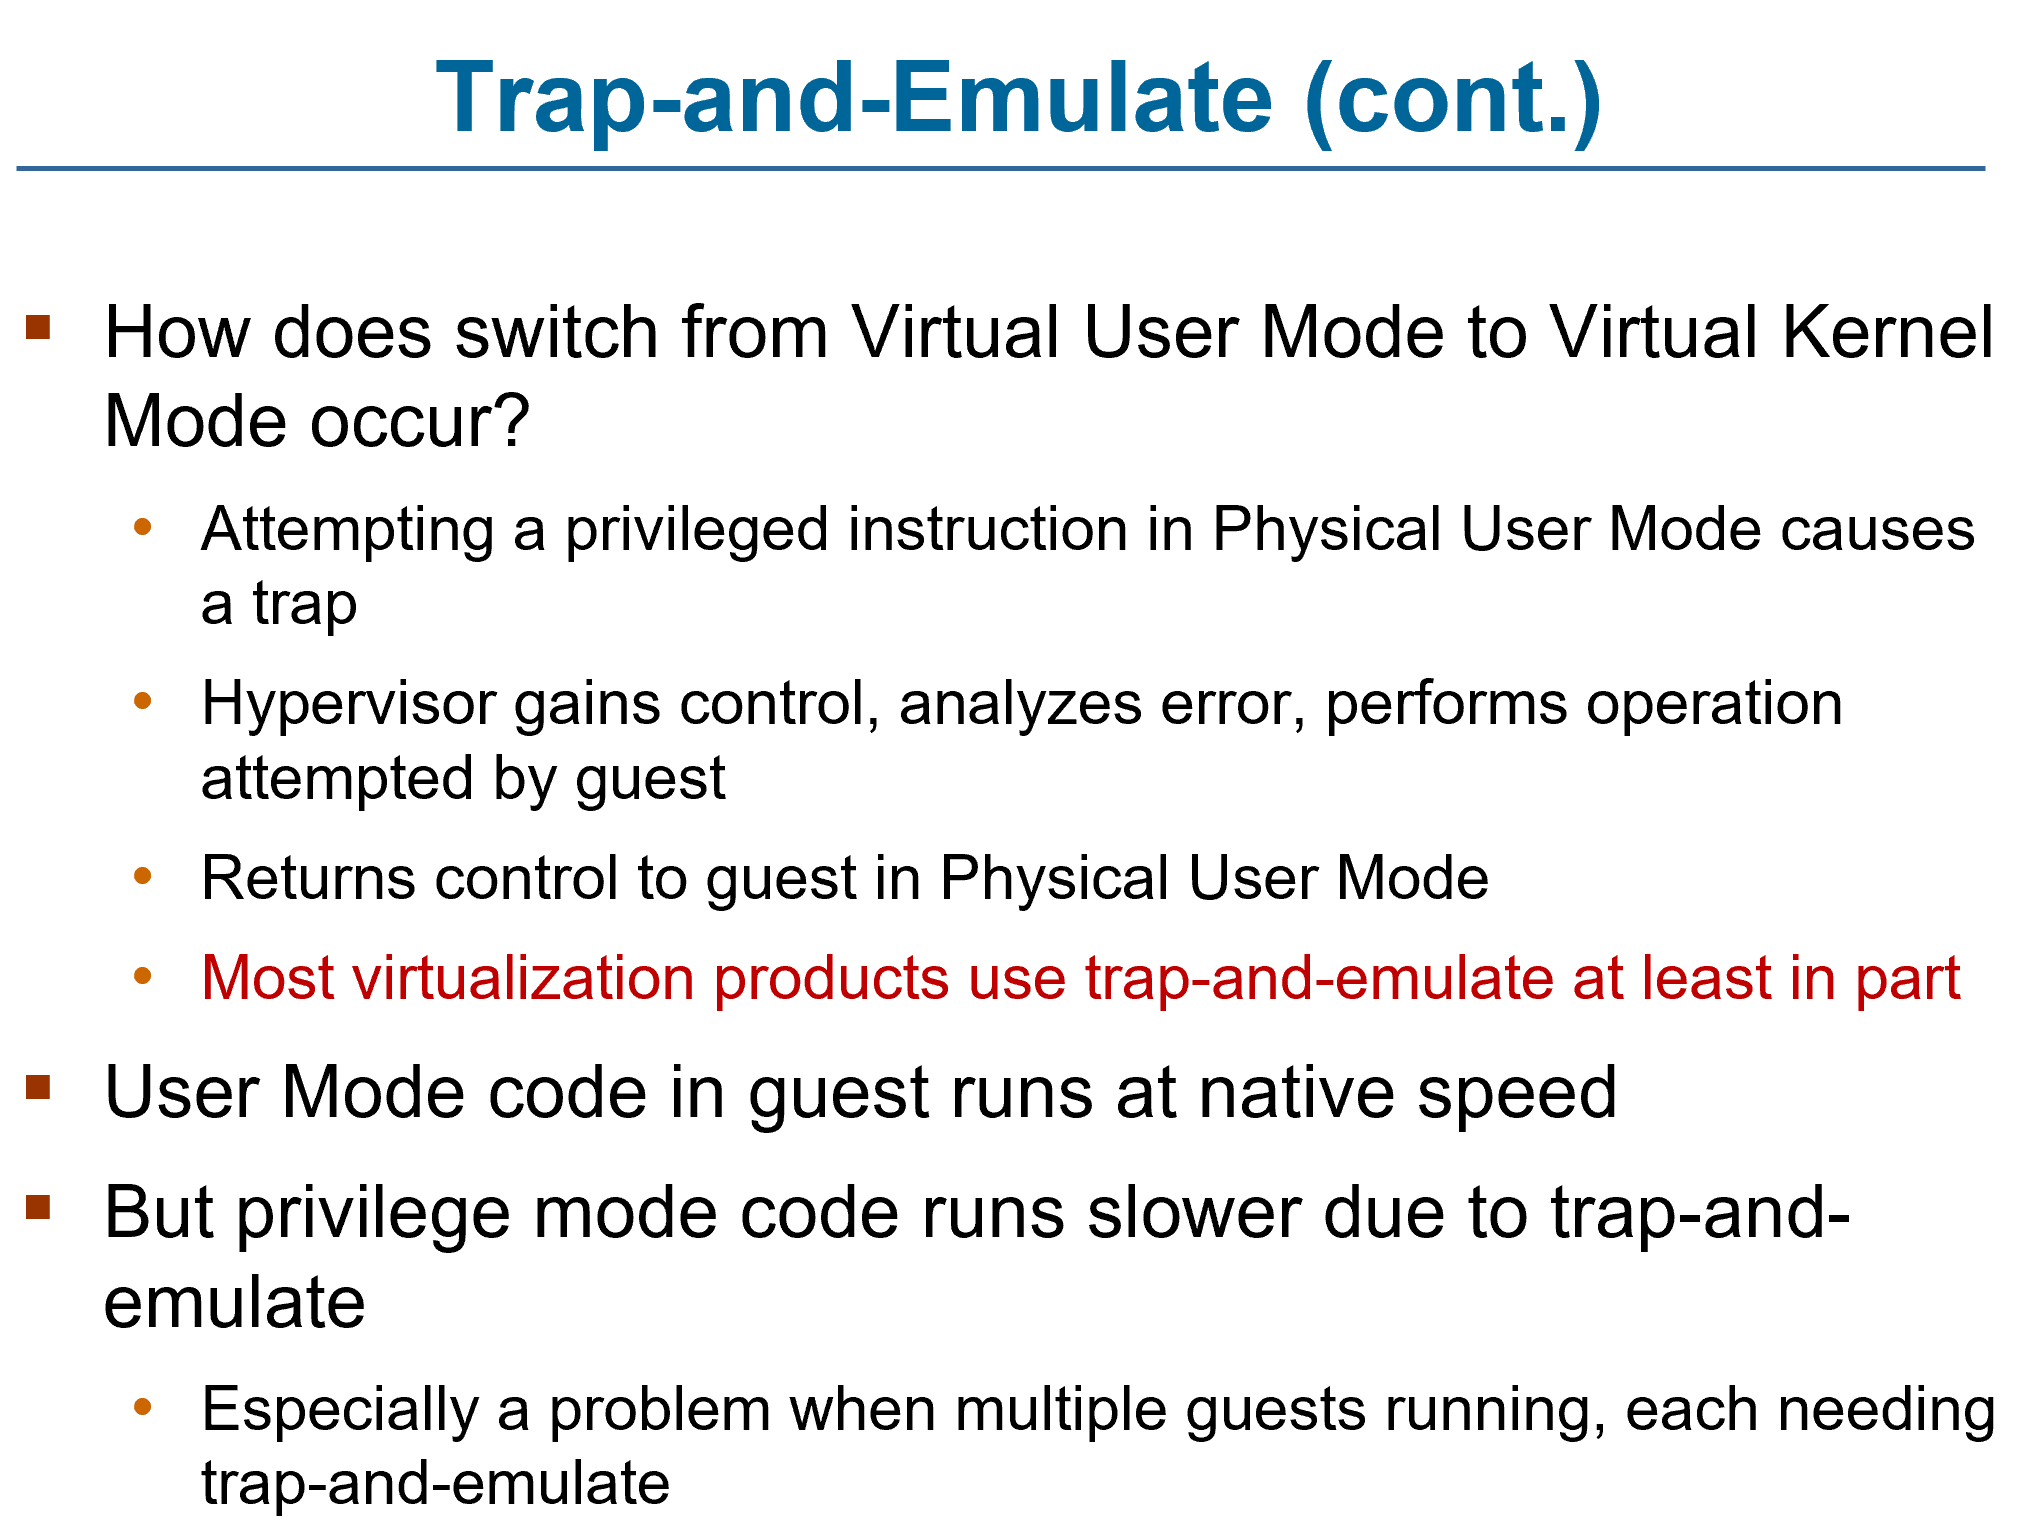 Trap-and-Emulate (cont.)
How does switch from Virtual User Mode to Virtual Kernel
Mode occur?
Attempting a privileged instruction in Physical User Mode causes
a trap
Hypervisor gains control, analyzes error, performs operation
attempted by guest
Returns control to guest in Physical User Mode
Most virtualization products use trap-and-emulate at least in part
User Mode code in guest runs at native speed
But privilege mode code runs slower due to trap-and-
emulate
Especially a problem when multiple guests running, each needing
trap-and-emulate